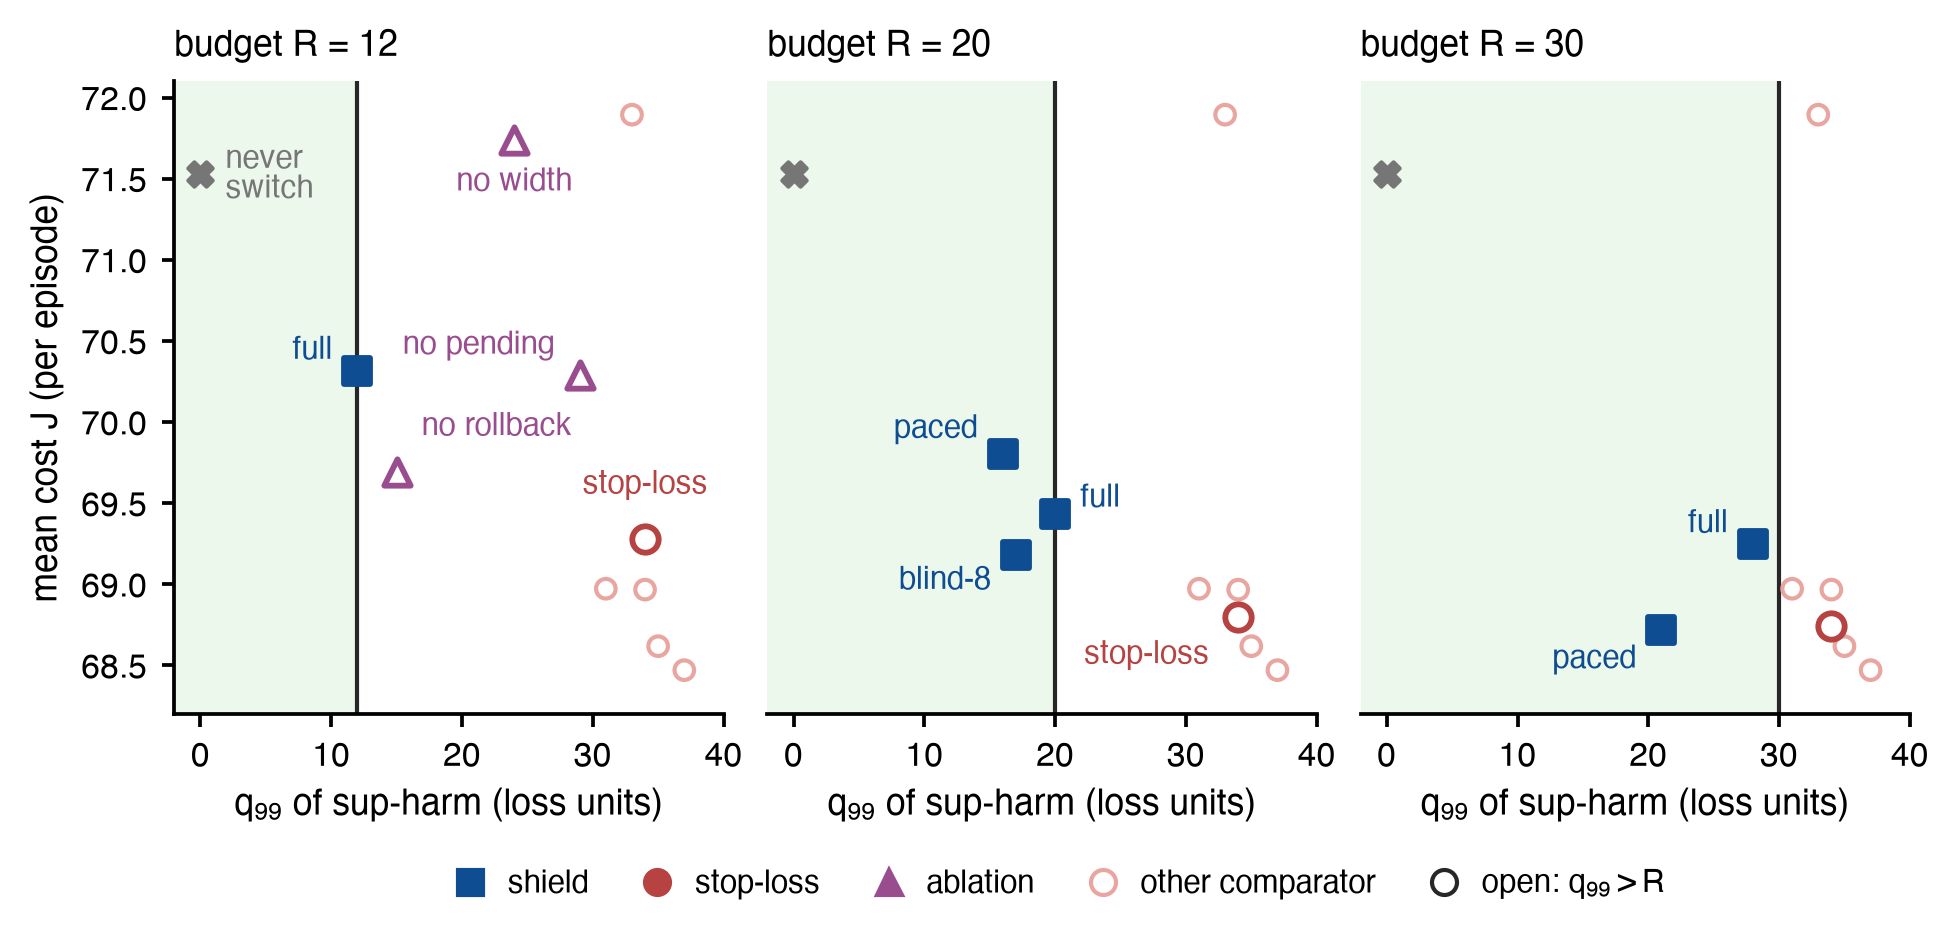 budget R = 12
budget R = 20
budget R = 30
mean cost J (per episode)
72.0
71.5
71.0
70.5
70.0
69.5
69.0
68.5
never
switch
no width
full
no pending
no rollback
stop-loss
0 10 20 30 40
q₉₉ of sup-harm (loss units)
paced
full
blind-8
stop-loss
0 10 20 30 40
q₉₉ of sup-harm (loss units)
full
paced
0 10 20 30 40
q₉₉ of sup-harm (loss units)
shield stop-loss ablation other comparator open: q₉₉ > R